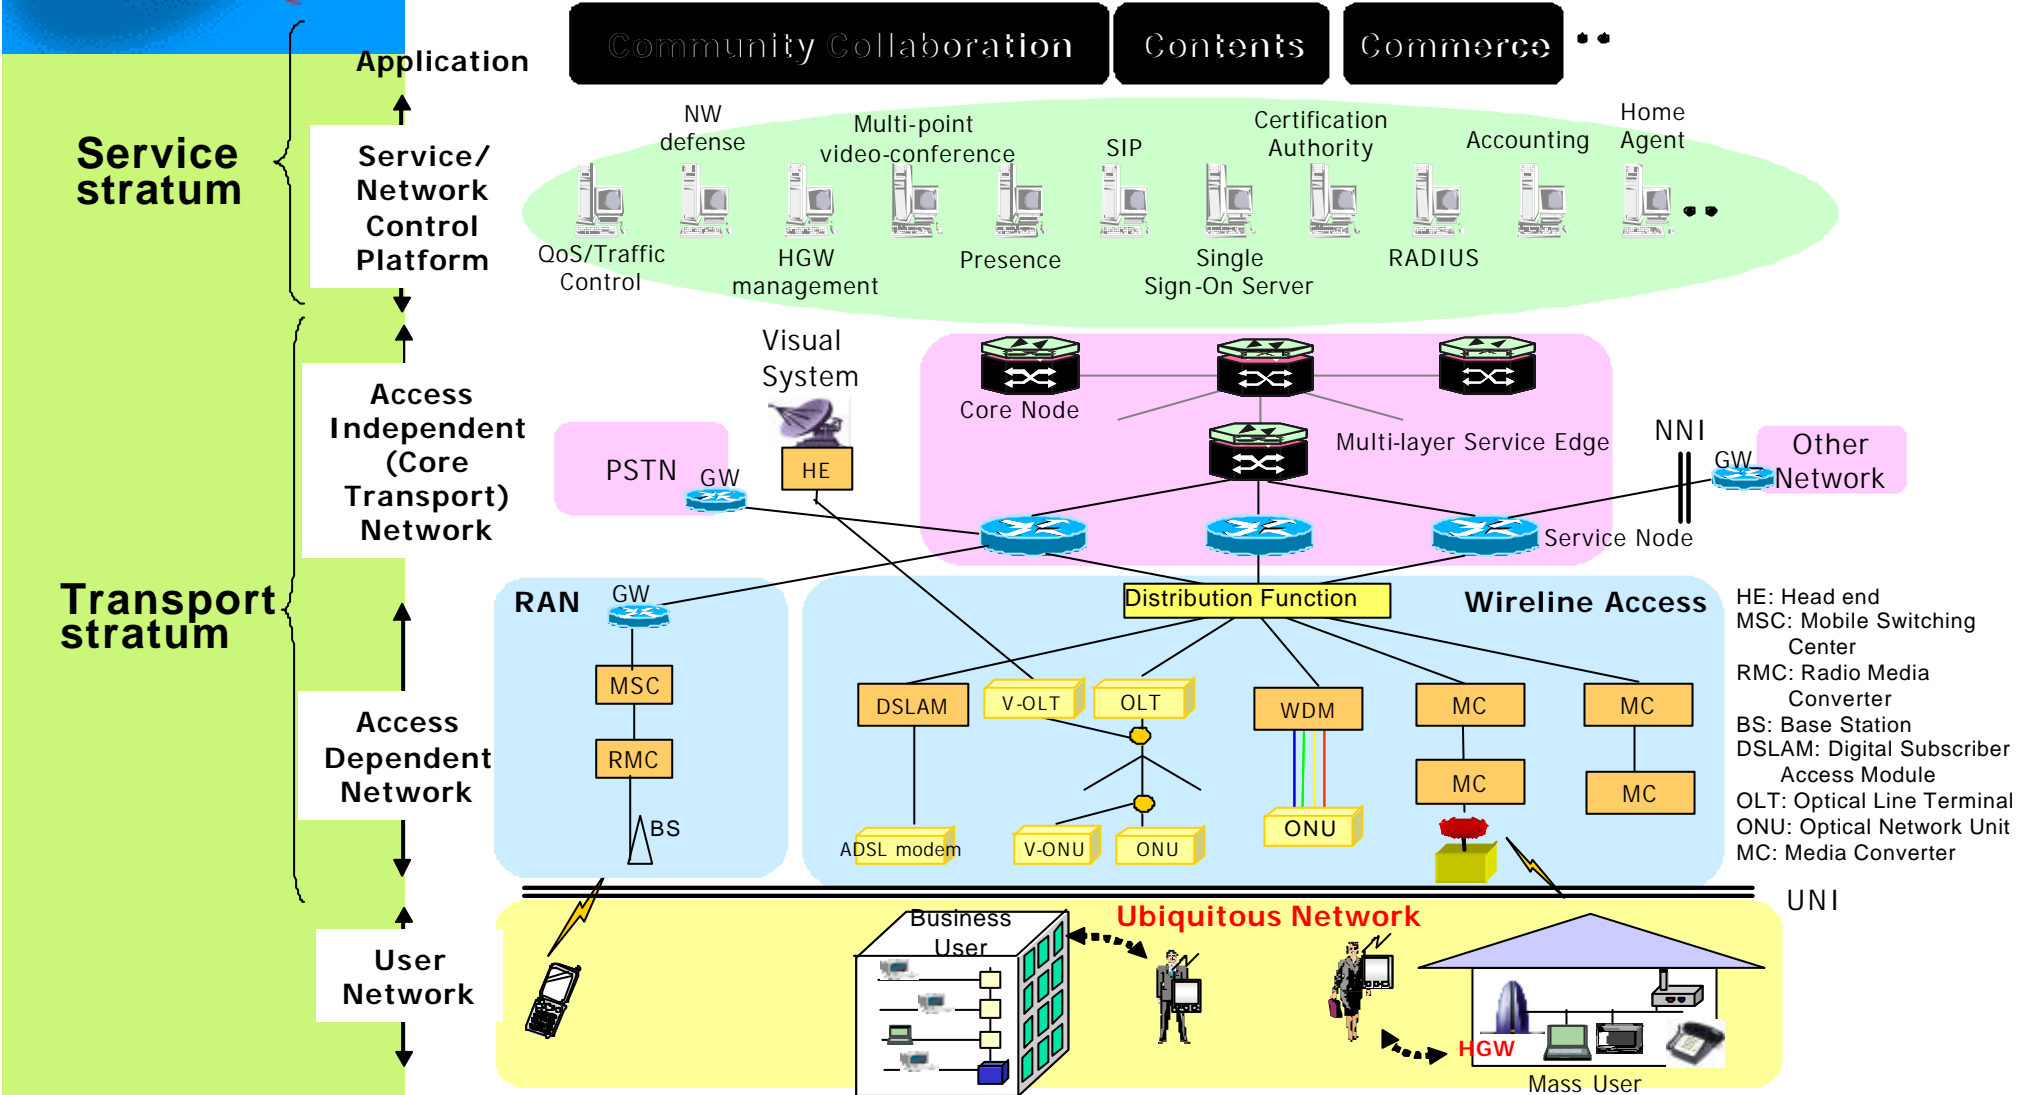 Application
Community Collaboration
Contents
Commerce
Service
stratum
Service/
Network
Control
Platform
NW
defense
Multi-point
video-conference
SIP
Certification
Authority
Accounting
Home
Agent
QoS/Traffic
Control
HGW
management
Presence
Single
Sign-On Server
RADIUS
Transport
stratum
Access
Independent
(Core
Transport)
Network
Visual
System
HE
PSTN
GW
Core Node
Multi-layer Service Edge
NNI
GW
Other
Network
Service Node
Access
Dependent
Network
RAN
GW
MSC
RMC
BS
Distribution Function
Wireline Access
DSLAM
V-OLT
OLT
WDM
MC
MC
MC
MC
ADSL modem
V-ONU
ONU
ONU
HE: Head end
MSC: Mobile Switching
Center
RMC: Radio Media
Converter
BS: Base Station
DSLAM: Digital Subscriber
Access Module
OLT: Optical Line Terminal
ONU: Optical Network Unit
MC: Media Converter
UNI
User
Network
Business
User
Ubiquitous Network
HGW
Mass User